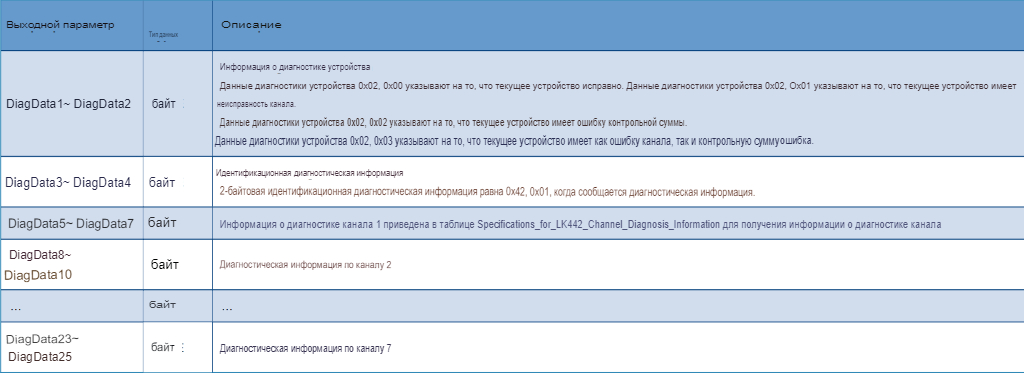 Выходной параметр
Тип данных
Описание
DiagData1~ DiagData2
байт
Информация о диагностике устройства
Данные диагностики устройства 0x02, 0x00 указывают на то, что текущее устройство исправно. Данные диагностики устройства 0x02, Ox01 указывают на то, что текущее устройство имеет
неисправность канала.
Данные диагностики устройства 0x02, 0x02 указывают на то, что текущее устройство имеет ошибку контрольной суммы.
Данные диагностики устройства 0x02, 0x03 указывают на то, что текущее устройство имеет как ошибку канала, так и контрольную суммуошибка.
DiagData3~ DiagData4
байт
Идентификационная диагностическая информация
2-байтовая идентификационная диагностическая информация равна 0x42, 0x01, когда сообщается диагностическая информация.
DiagData5~ DiagData7
байт
Информация о диагностике канала 1 приведена в таблице Specifications_for_LK442_Channel_Diagnosis_Information для получения информации о диагностике канала
DiagData8~
DiagData10
байт
Диагностическая информация по каналу 2
...
байт
...
DiagData23~
DiagData25
байт
Диагностическая информация по каналу 7